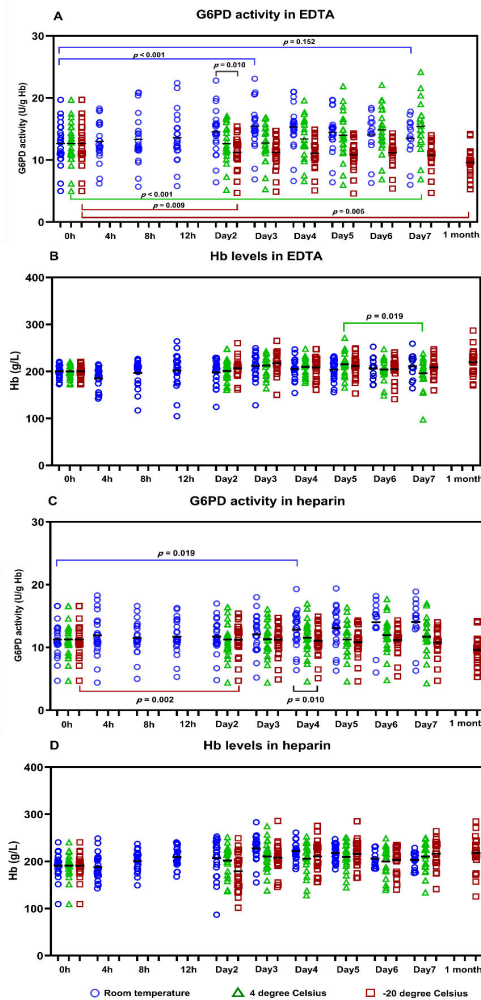 A
G6PD activity in EDTA
30
20
10
0
G6PD activity (U/g Hb)
p = 0.152
p < 0.001
p = 0.010
p <0.001
p = 0.009
p = 0.005
0h 4h 8h 12h Day2 Day3 Day4 Day5 Day6 Day7 1 month
B
Hb levels in EDTA
400
300
200
100
0
Hb (g/L)
p = 0.019
0h 4h 8h 12h Day2 Day3 Day4 Day5 Day6 Day7 1 month
C
G6PD activity in heparin
30
20
10
0
G6PD activity (U/g Hb)
p = 0.019
p = 0.002
p = 0.010
0h 4h 8h 12h Day2 Day3 Day4 Day5 Day6 Day7 1 month
D
Hb levels in heparin
400
300
200
100
0
Hb (g/L)
0h 4h 8h 12h Day2 Day3 Day4 Day5 Day6 Day7 1 month
Room temperature 4 degree Celsius -20 degree Celsius